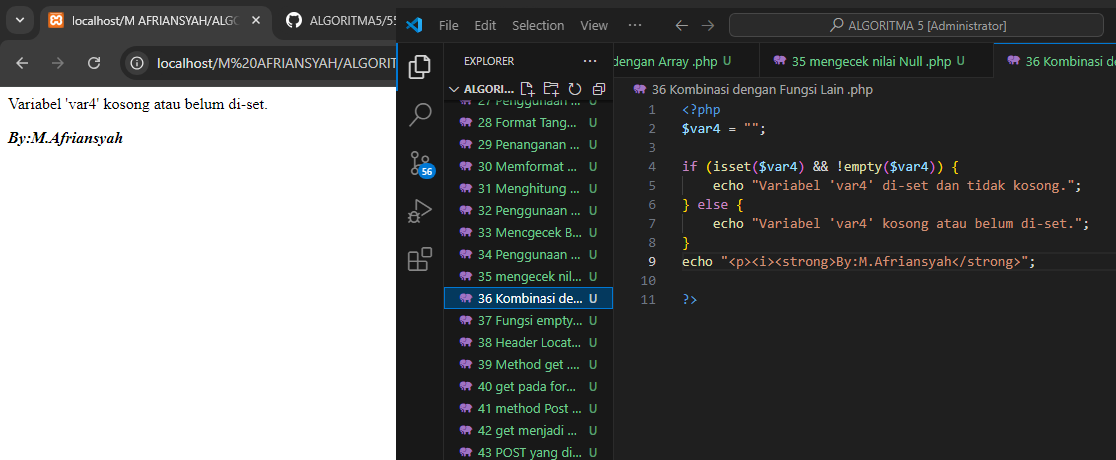 localhost/M AFRIANSYAH/ALGO
ALGORITMA5/55
localhost/M%20AFRIANSYAH/ALGORIT
Variabel 'var4' kosong atau belum di-set.
By:M.Afriansyah
File Edit Selection View ···
ALGORITMA 5 [Administrator]
EXPLORER ···
dengan Array .php U
35 mengecek nilai Null .php U
36 Kombinasi de
ALGORI...
36 Kombinasi dengan Fungsi Lain .php
56
27 Penggunaan ... U
28 Format Tang... U
29 Penanganan ... U
30 Memformat ... U
31 Menghitung ... U
32 Penggunaan ... U
33 Mencgecek B... U
34 Penggunaan ... U
35 mengecek nil... U
36 Kombinasi de... U
37 Fungsi empty... U
38 Header Locat... U
39 Method get .... U
40 get pada for... U
41 method Post ... U
42 get menjadi ... U
43 POST yang di... U
1 <?php
2 $var4 = "";
3
4 if (isset($var4) && !empty($var4)) {
5 echo "Variabel 'var4' di-set dan tidak kosong.";
6 } else {
7 echo "Variabel 'var4' kosong atau belum di-set.";
8 }
9 echo "<p><i><strong>By:M.Afriansyah</strong>";
10
11 ?>